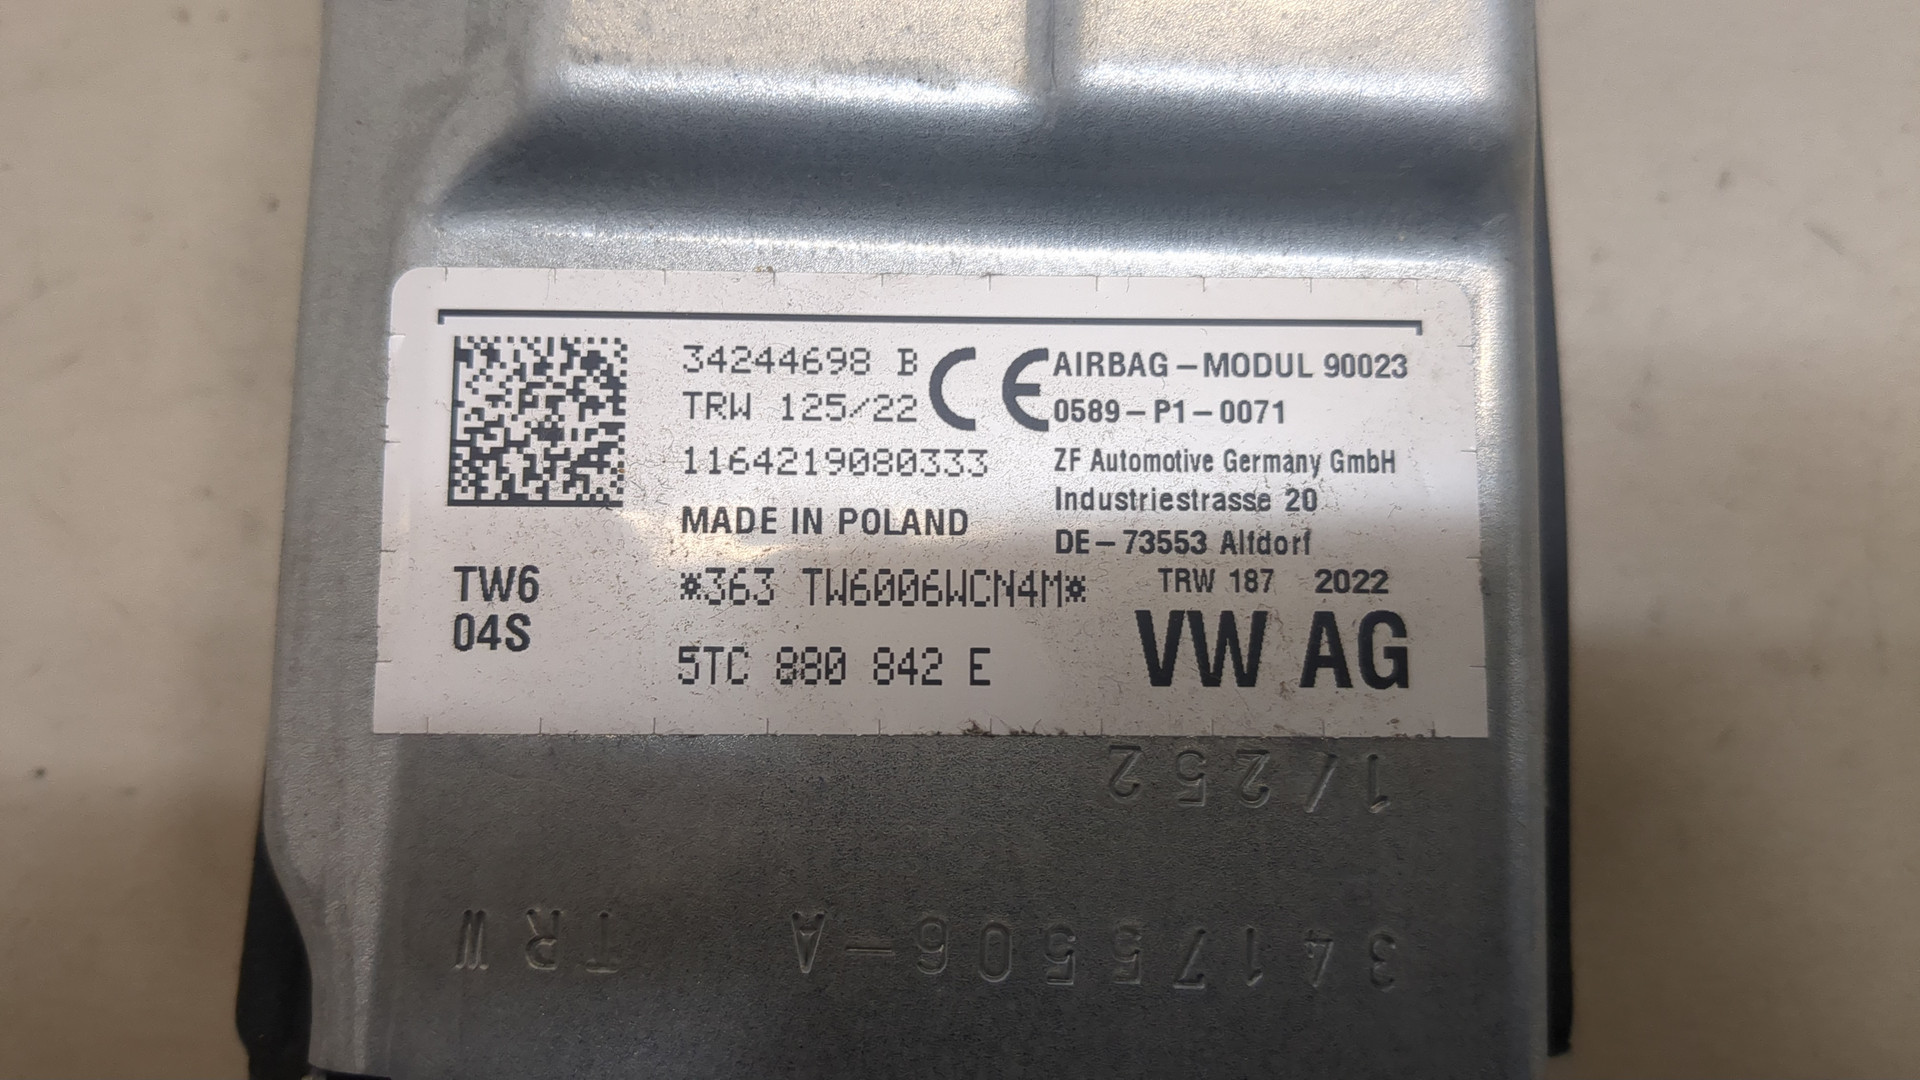 34244698 B
TRW 125/22
1164219080333
MADE IN POLAND
*363 TW6006WCN4M*
5TC 880 842 E
TW6
04S
CE
AIRBAG-MODUL 90023
0589-P1-0071
ZF Automotive Germany GmbH
Industriestrasse 20
DE-73553 Alfdorf
TRW 187 2022
VW AG
1/252
34175506-A TRW